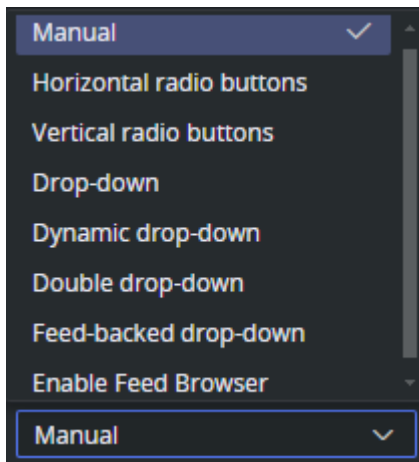 Manual
Horizontal radio buttons
Vertical radio buttons
Drop-down
Dynamic drop-down
Double drop-down
Feed-backed drop-down
Enable Feed Browser
Manual